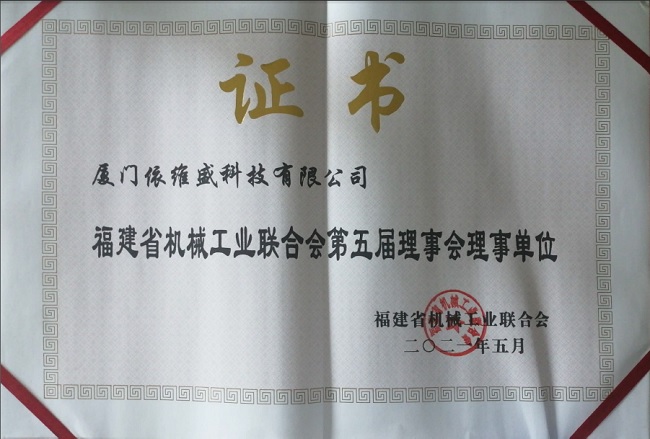 证书
厦门依维盛科技有限公司
福建省机械工业联合会第五届理事会理事单位
福建省机械工业联合会
二〇二一年五月